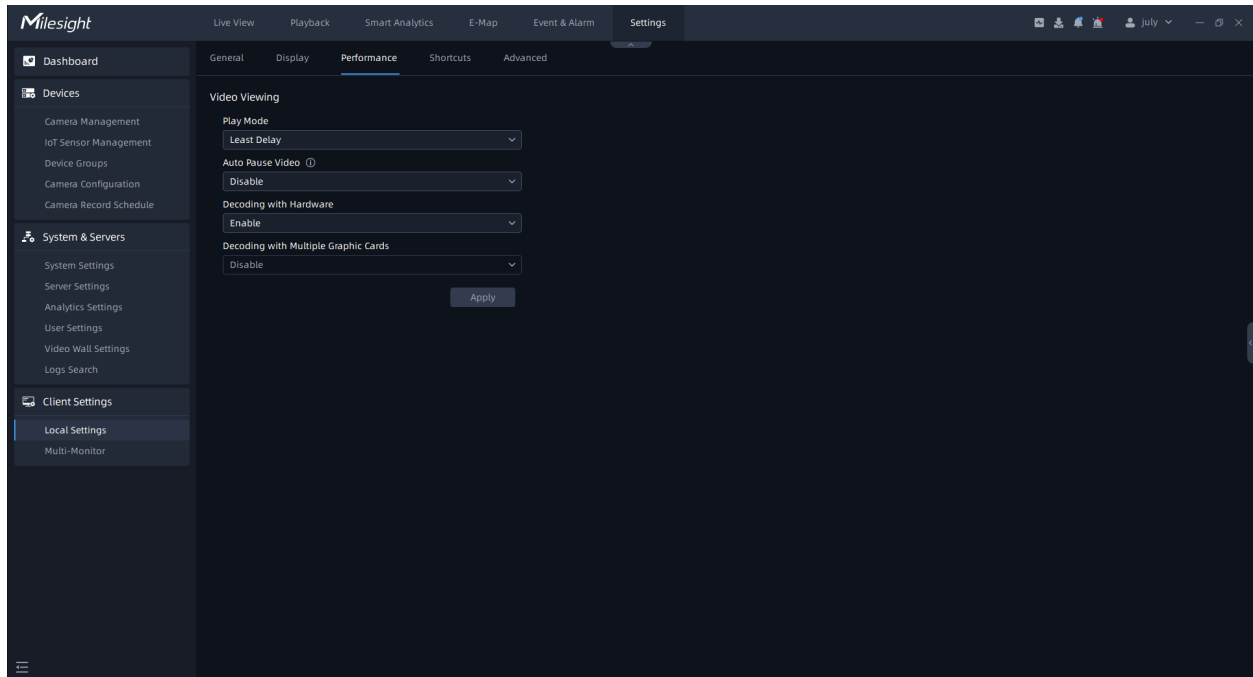 Milesight
Live View Playback Smart Analytics E-Map Event & Alarm Settings july
Dashboard
Devices
Camera Management
IoT Sensor Management
Device Groups
Camera Configuration
Camera Record Schedule
System & Servers
System Settings
Server Settings
Analytics Settings
User Settings
Video Wall Settings
Logs Search
Client Settings
Local Settings
Multi-Monitor
General Display Performance Shortcuts Advanced
Video Viewing
Play Mode
Least Delay
Auto Pause Video
Disable
Decoding with Hardware
Enable
Decoding with Multiple Graphic Cards
Disable
Apply